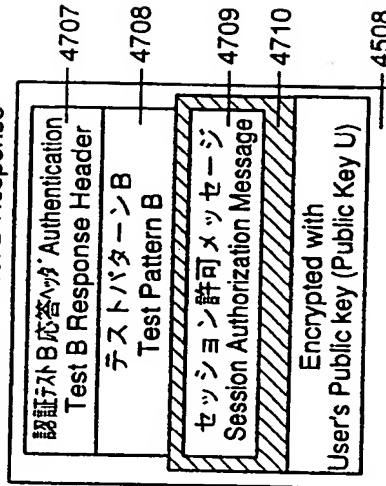 Response
認証テストB 応答ヘッダ Authentication
Test B Response Header
4707
テストパターンB
Test Pattern B
4708
セッション許可メッセージ
Session Authorization Message
4709
4710
Encrypted with
User's Public Key (Public Key U)
4508